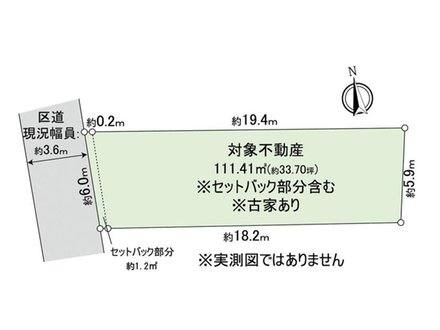 N
区道
現況幅員:
約3.6m
約0.2m
約19.4m
約6.0m
対象不動産
111.41㎡(約33.70坪)
※セットバック部分含む
※古家あり
約5.9m
約18.2m
セットバック部分
約1.2㎡
※実測図ではありません